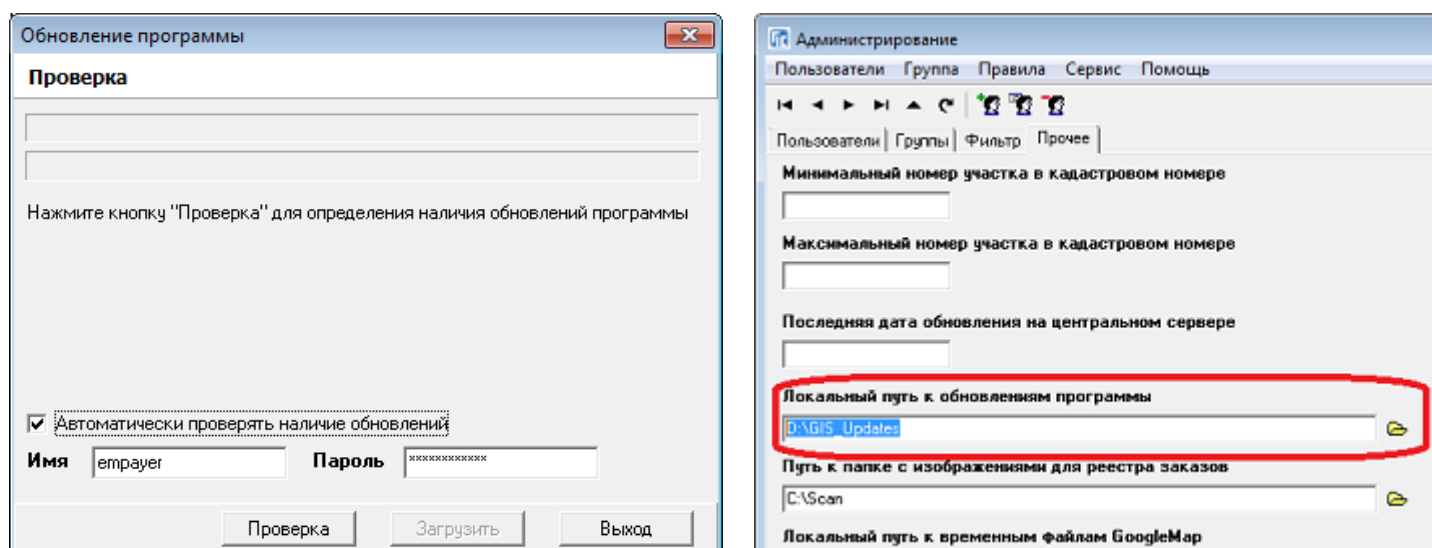 Обновление программы
Проверка
Нажмите кнопку "Проверка" для определения наличия обновлений программы
Автоматически проверять наличие обновлений
Имя empayer Пароль xxxxxxxxxxxx
Проверка Загрузить Выход
Администрирование
Пользователи Группа Правила Сервис Помощь
Пользователи Группы Фильтр Прочее
Минимальный номер участка в кадастровом номере
Максимальный номер участка в кадастровом номере
Последняя дата обновления на центральном сервере
Локальный путь к обновлениям программы
D:\GIS_Updates
Путь к папке с изображениями для реестра заказов
C:\Scan
Локальный путь к временным файлам GoogleMap